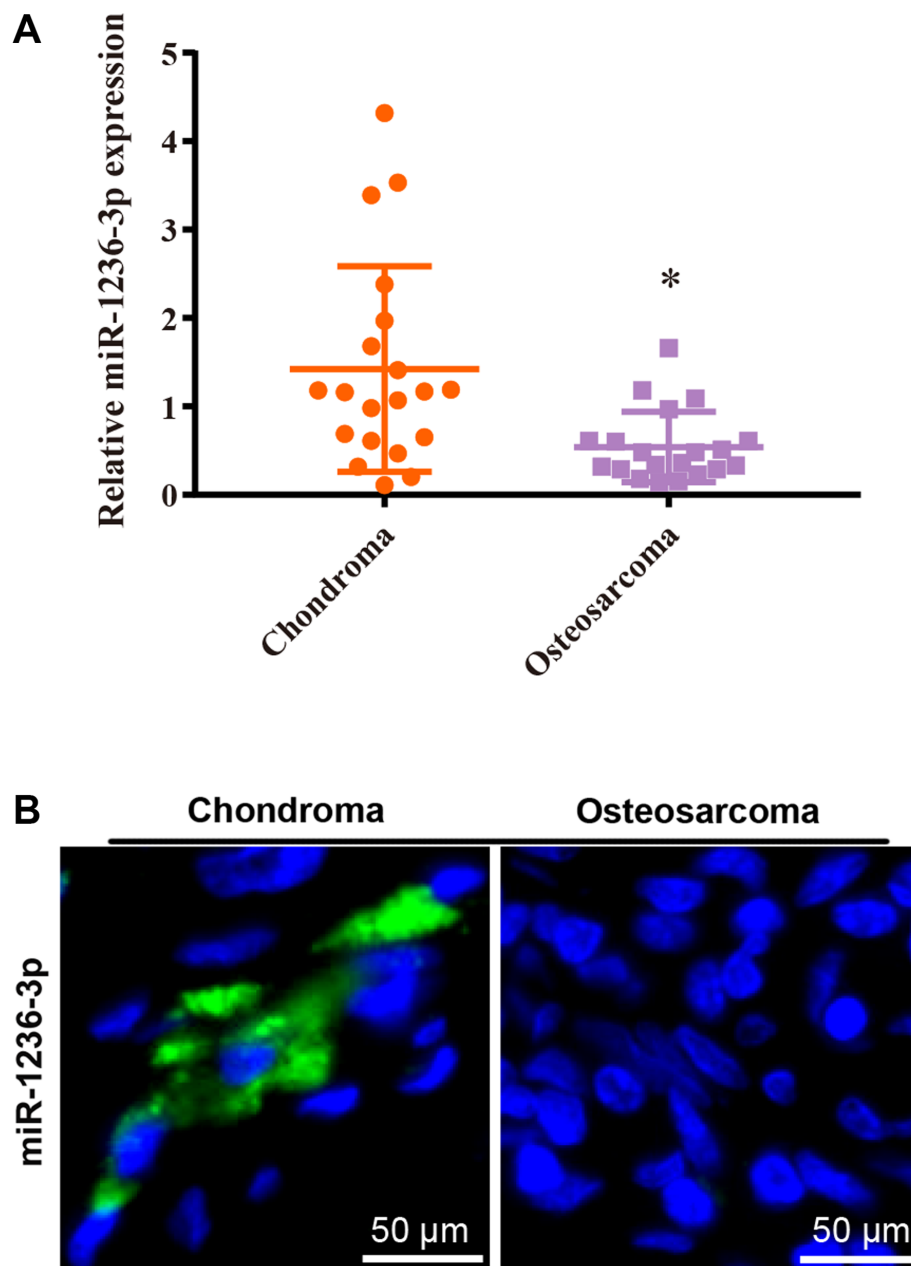 A
Relative miR-1236-3p expression
5
4
3
2
1
0
*
Chondroma
Osteosarcoma
B
Chondroma
Osteosarcoma
miR-1236-3p
50 µm
50 µm